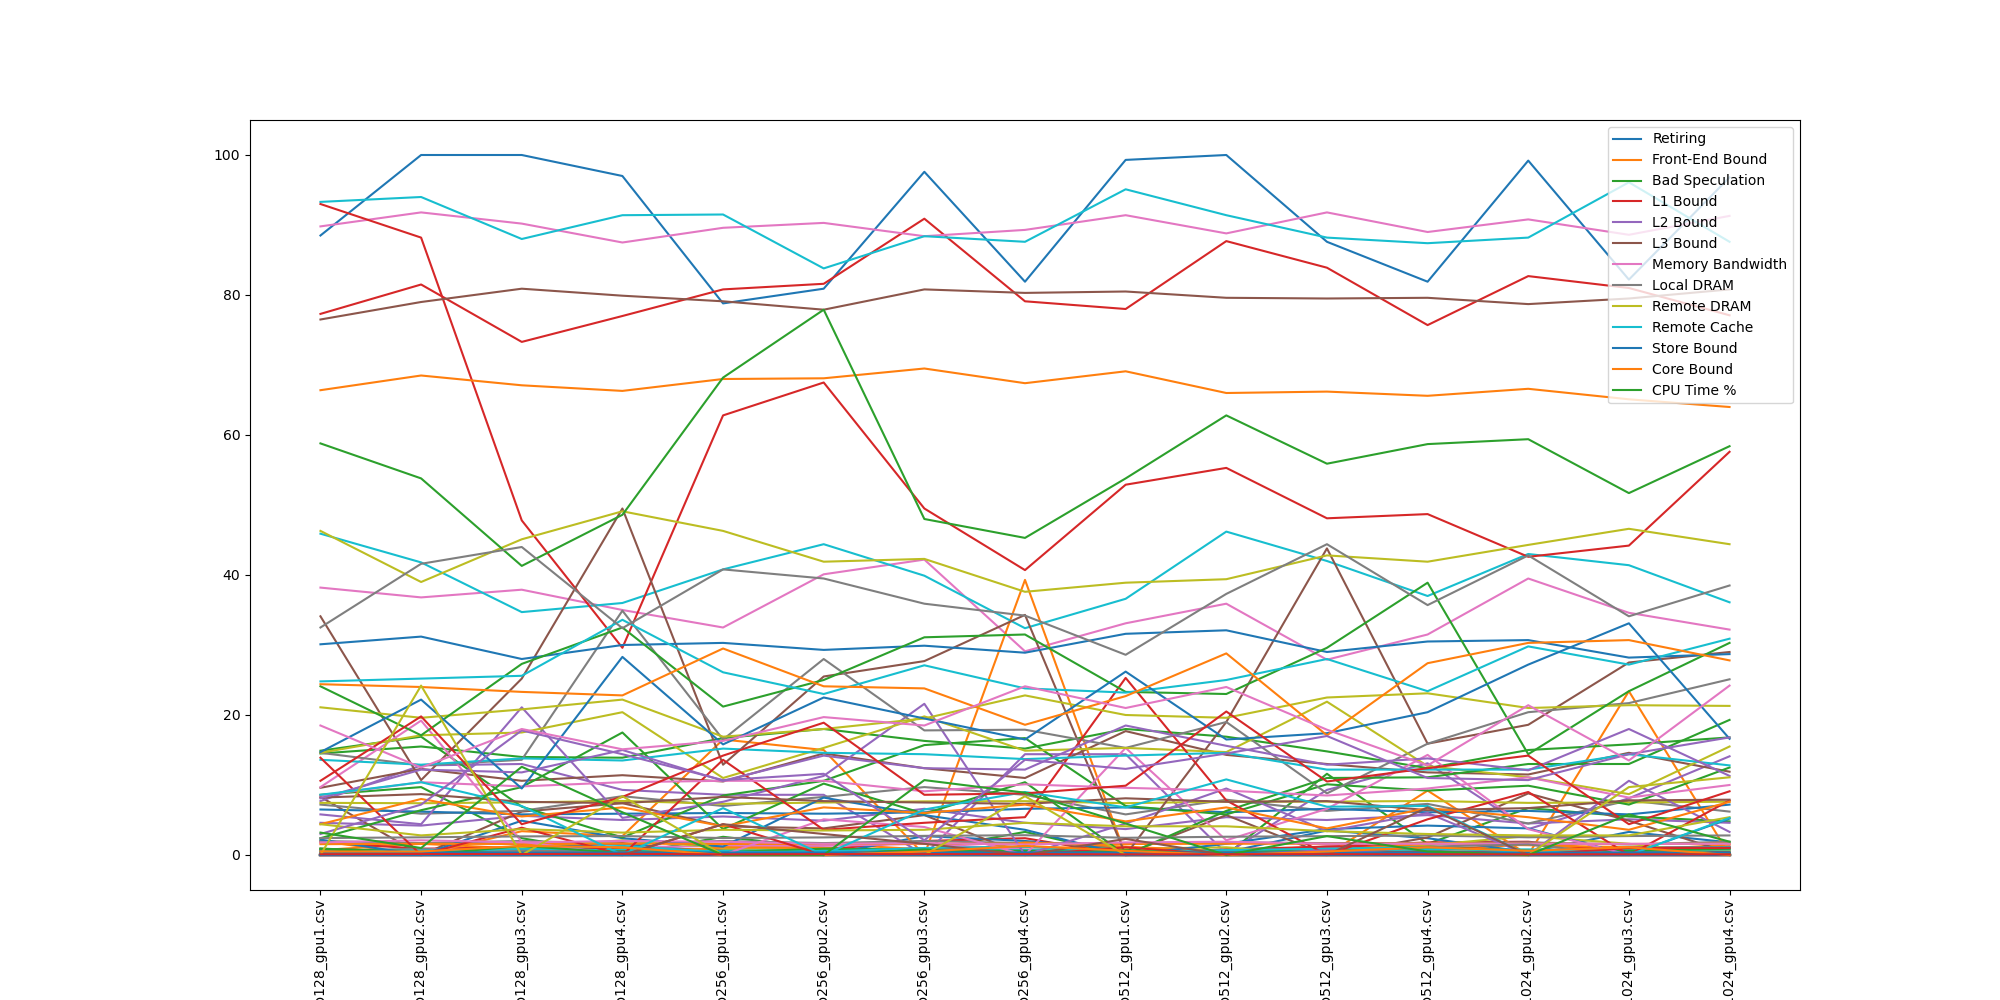 100
80
60
40
20
0
Retiring
Front-End Bound
Bad Speculation
L1 Bound
L2 Bound
L3 Bound
Memory Bandwidth
Local DRAM
Remote DRAM
Remote Cache
Store Bound
Core Bound
CPU Time %
128_gpu1.csv
128_gpu2.csv
128_gpu3.csv
128_gpu4.csv
256_gpu1.csv
256_gpu2.csv
256_gpu3.csv
256_gpu4.csv
512_gpu1.csv
512_gpu2.csv
512_gpu3.csv
512_gpu4.csv
024_gpu2.csv
024_gpu3.csv
024_gpu4.csv